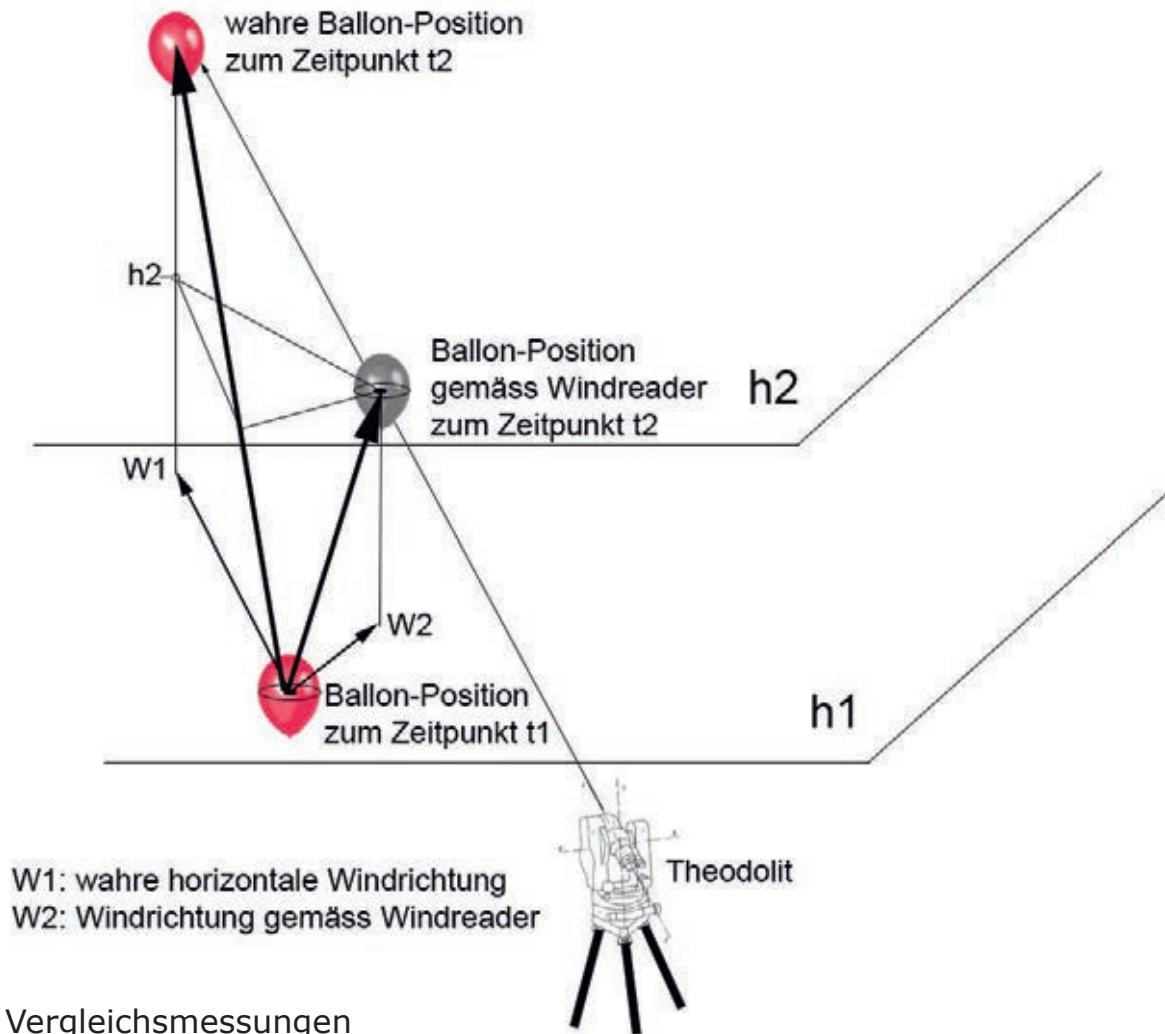 wahre Ballon-Position
zum Zeitpunkt t2
h2
Ballon-Position
gemäss Windreader
zum Zeitpunkt t2
h2
W1
W2
Ballon-Position
zum Zeitpunkt t1
h1
Theodolit
W1: wahre horizontale Windrichtung
W2: Windrichtung gemäss Windreader
Vergleichsmessungen